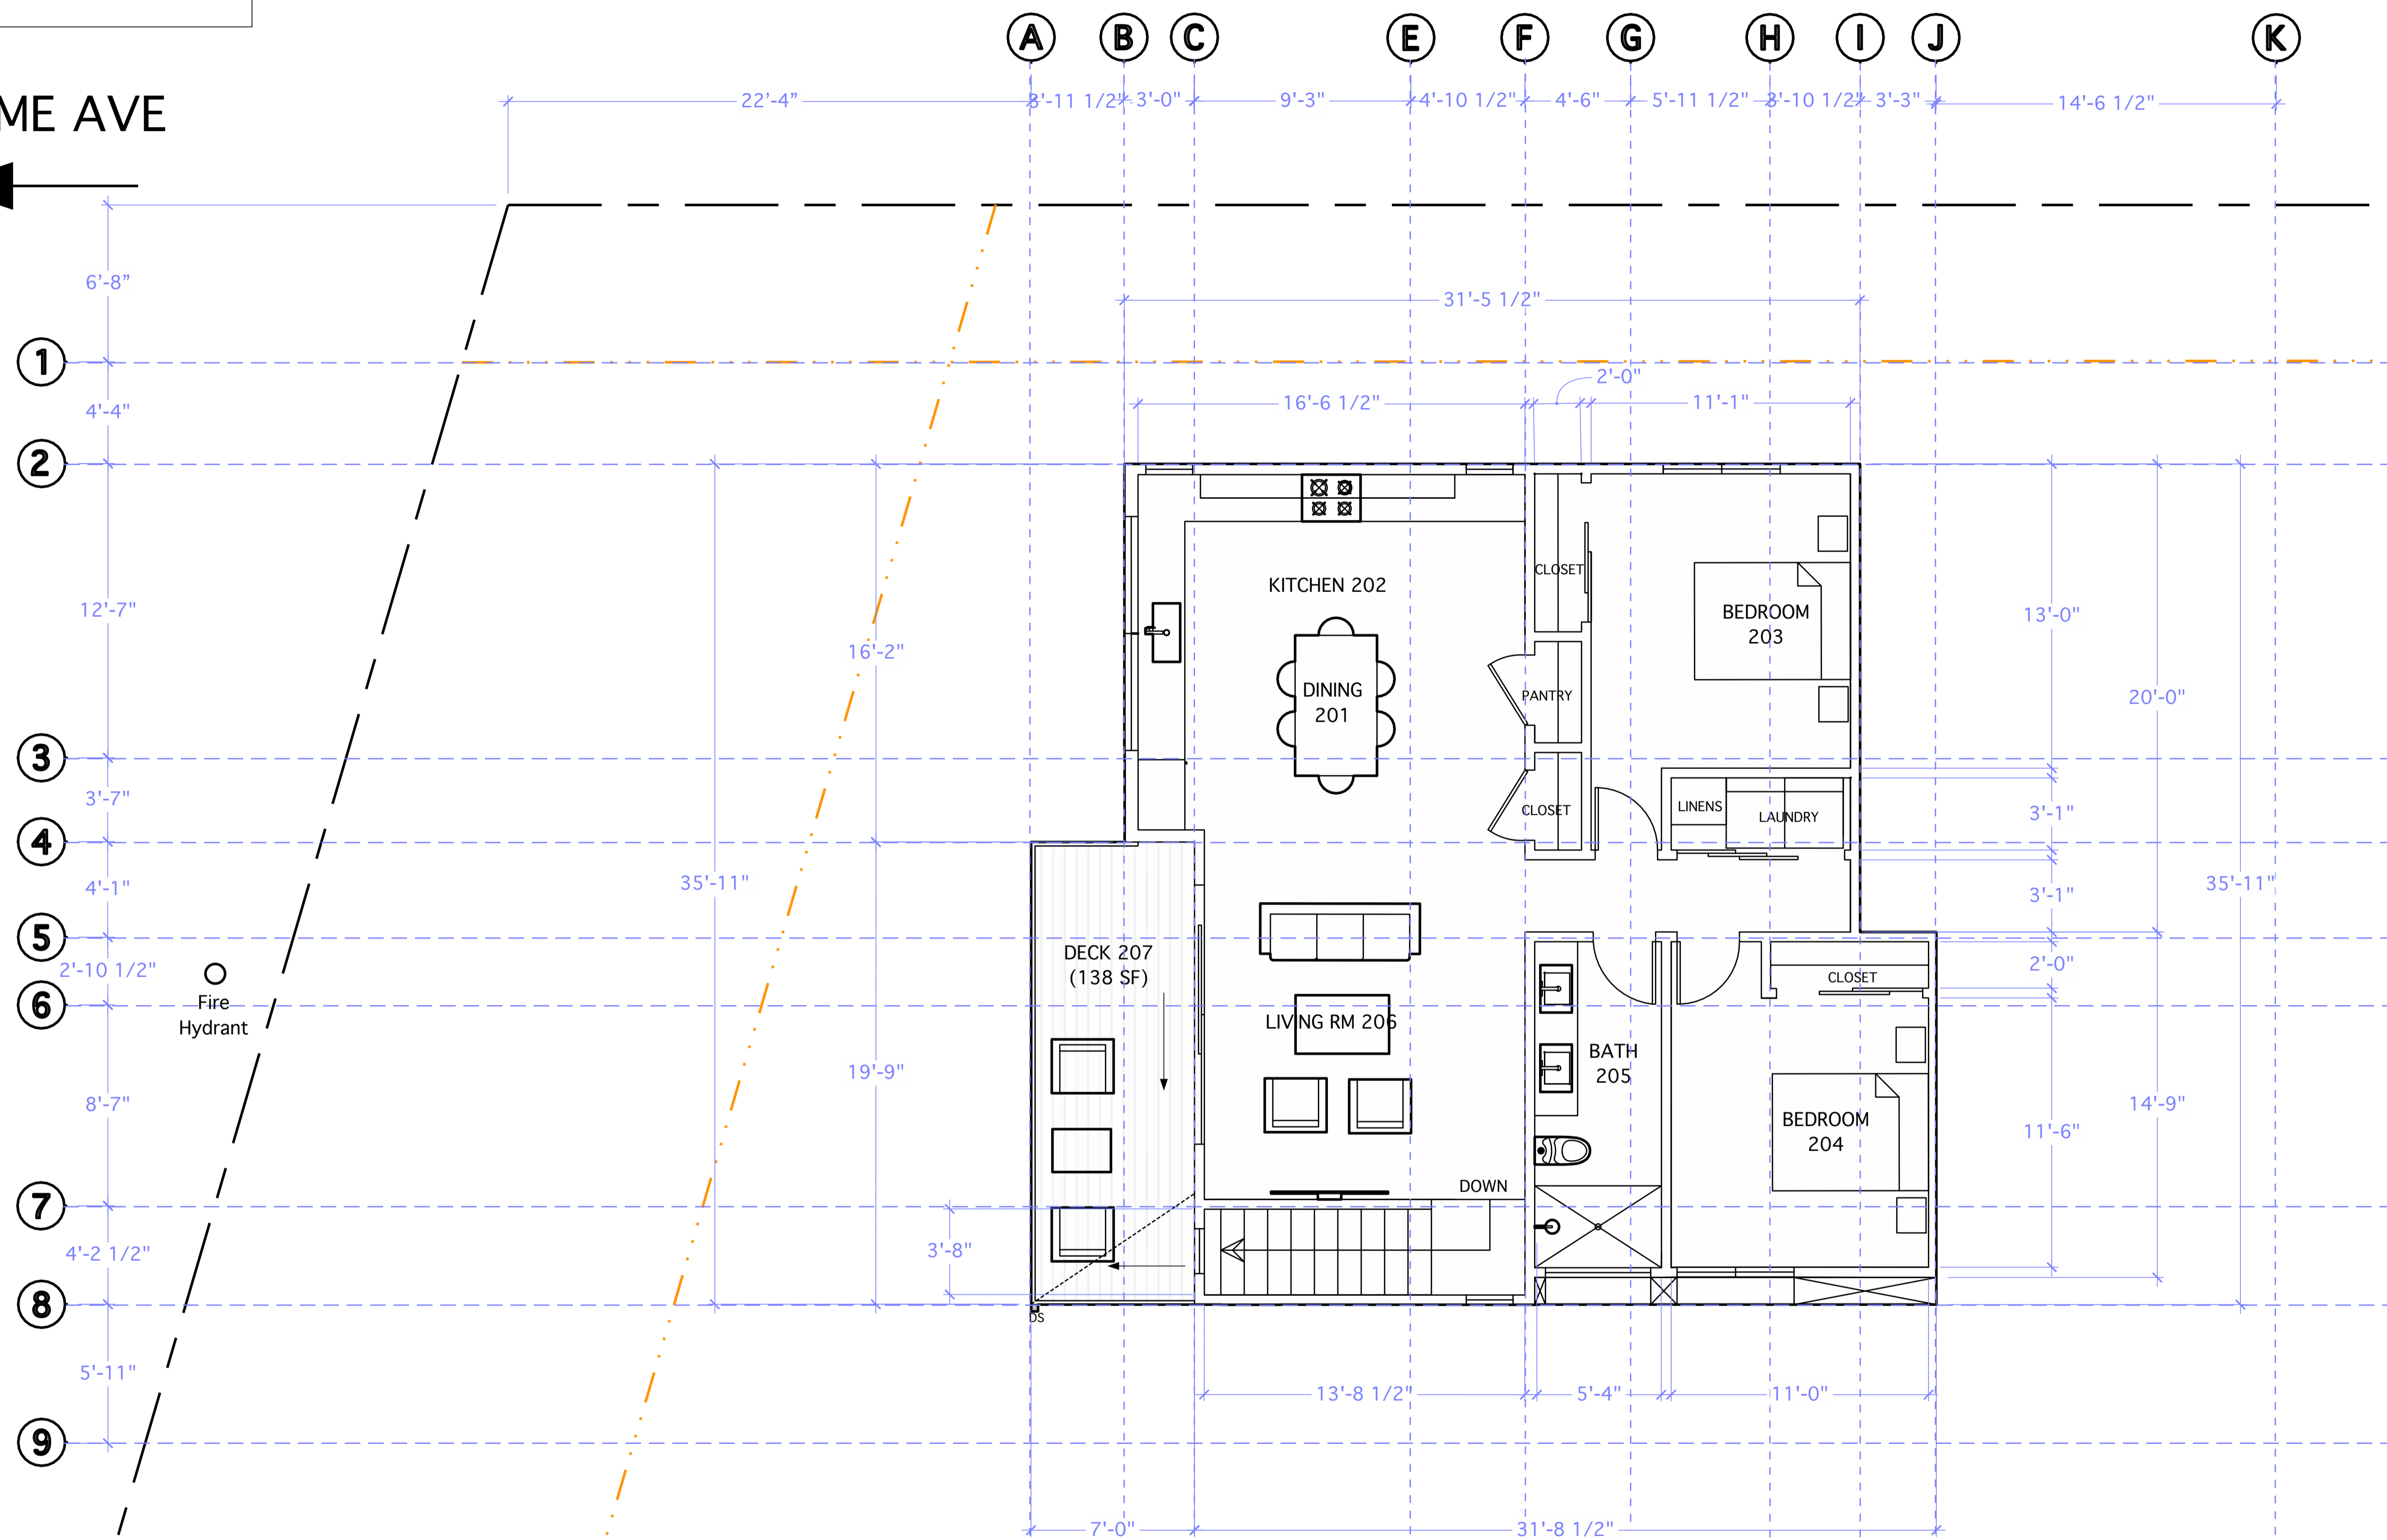 A B C E F G H I J K
ME AVE
22'-4” 3'-11 1/2" 3'-0" 9'-3" 4'-10 1/2" 4'-6" 5'-11 1/2" 3'-10 1/2" 3'-3" 14'-6 1/2"
6'-8”
31'-5 1/2"
1
2'-0"
4'-4"
16'-6 1/2" 11'-1"
2
CLOSET
KITCHEN 202
12'-7"
BEDROOM
203
13'-0"
16'-2"
DINING
201
PANTRY
20'-0"
3
3'-7"
CLOSET
LINENS
LAUNDRY
3'-1"
4
4'-1"
35'-11"
35'-11"
3'-1"
5
DECK 207
(138 SF)
2'-10 1/2"
CLOSET
2'-0"
6
Fire
Hydrant
LIVING RM 206
BATH
205
19'-9"
8'-7"
BEDROOM
204
14'-9"
11'-6"
DOWN
7
4'-2 1/2"
3'-8"
8
DS
5'-11"
13'-8 1/2" 5'-4" 11'-0"
9
7'-0" 31'-8 1/2"